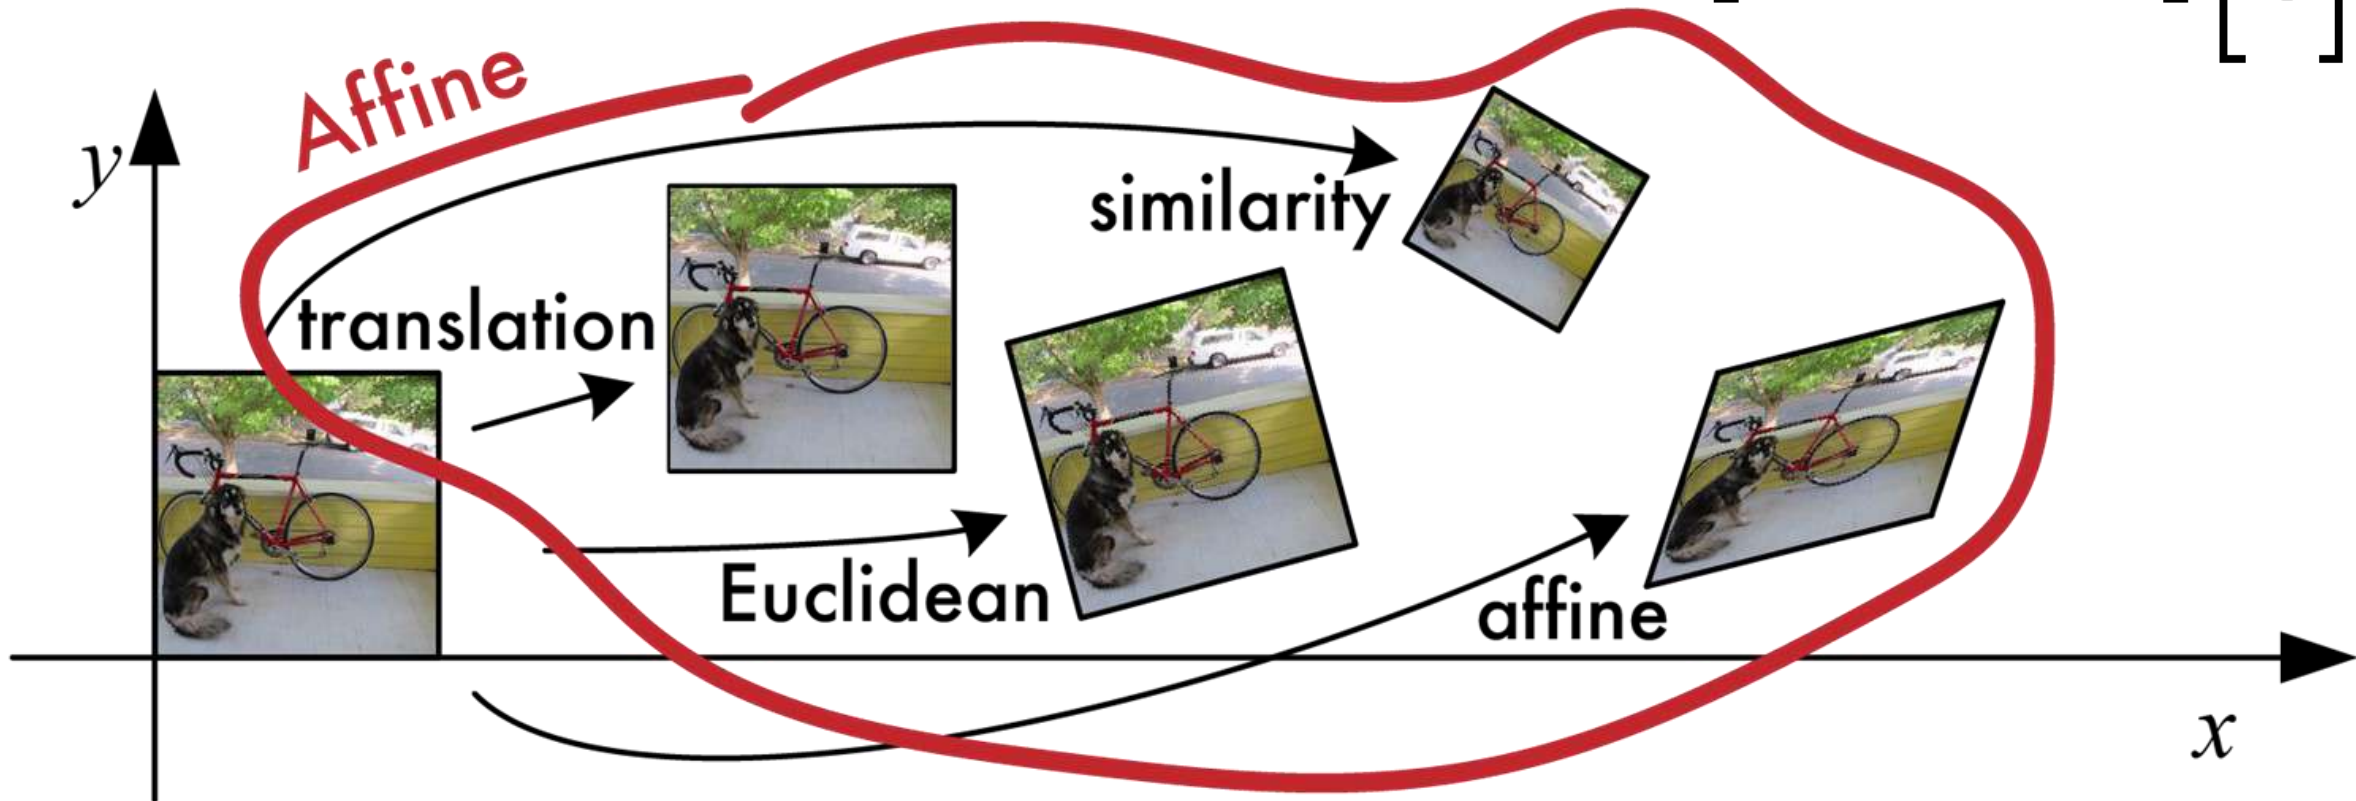 Affine
y
similarity
translation
Euclidean
affine
x